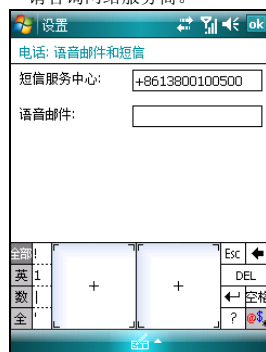 请咨询网络服务商。
设置 ok
电话: 语音邮件和短信
短信服务中心: +8613800100500
语音邮件:
全部 ! Esc
英 1 DEL
数 | 空格
全 ' ? @$